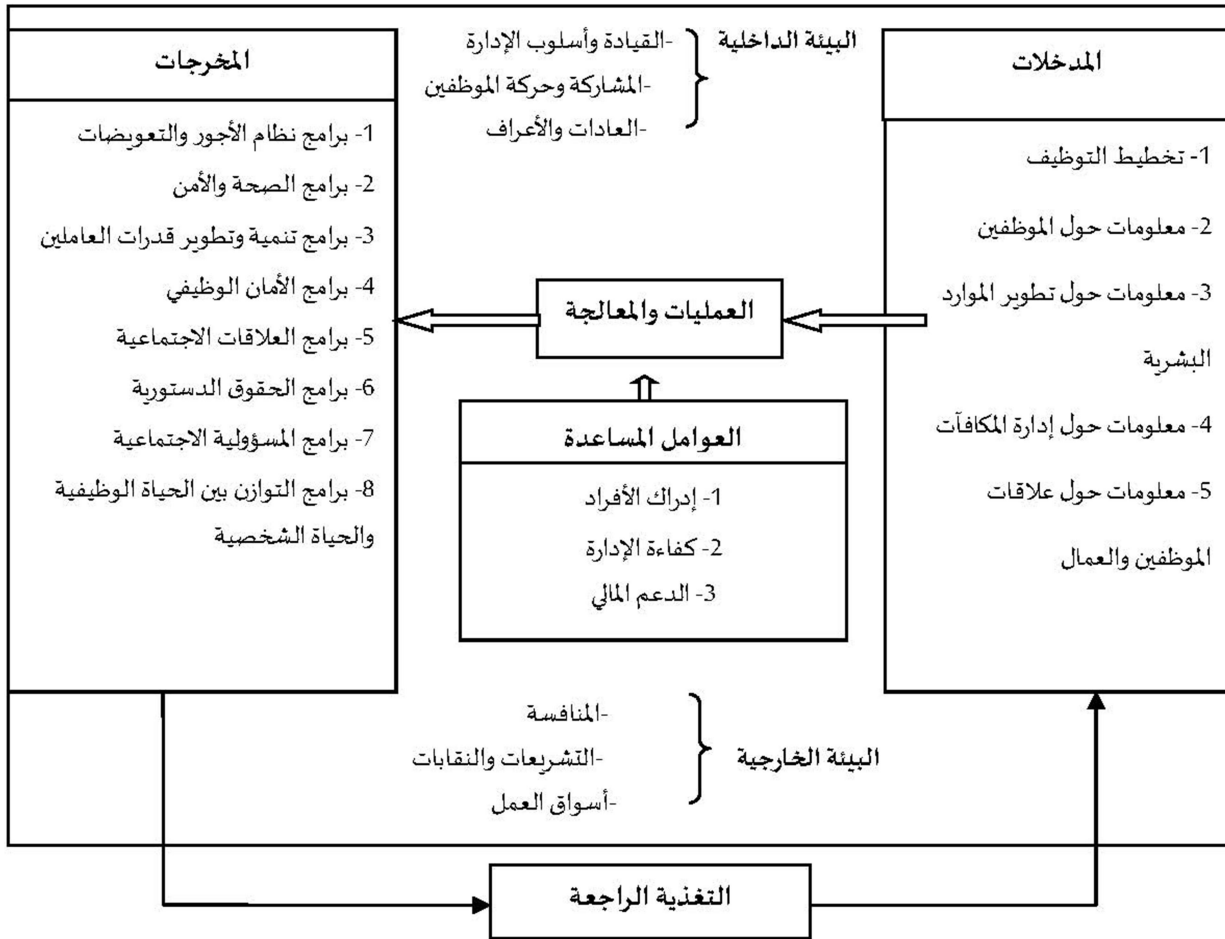 البيئة الداخلية
-القيادة وأسلوب الإدارة
-المشاركة وحركة الموظفين
-العادات والأعراف
المدخلات
1- تخطيط التوظيف
2- معلومات حول الموظفين
3- معلومات حول تطوير الموارد
البشرية
4- معلومات حول إدارة المكافآت
5- معلومات حول علاقات
الموظفين والعمال
العمليات والمعالجة
العوامل المساعدة
1- إدراك الأفراد
2- كفاءة الإدارة
3- الدعم المالي
المخرجات
1- برامج نظام الأجور والتعويضات
2- برامج الصحة والأمن
3- برامج تنمية وتطوير قدرات العاملين
4- برامج الأمان الوظيفي
5- برامج العلاقات الاجتماعية
6- برامج الحقوق الدستورية
7- برامج المسؤولية الاجتماعية
8- برامج التوازن بين الحياة الوظيفية
والحياة الشخصية
البيئة الخارجية
-المنافسة
-التشريعات والنقابات
-أسواق العمل
التغذية الراجعة